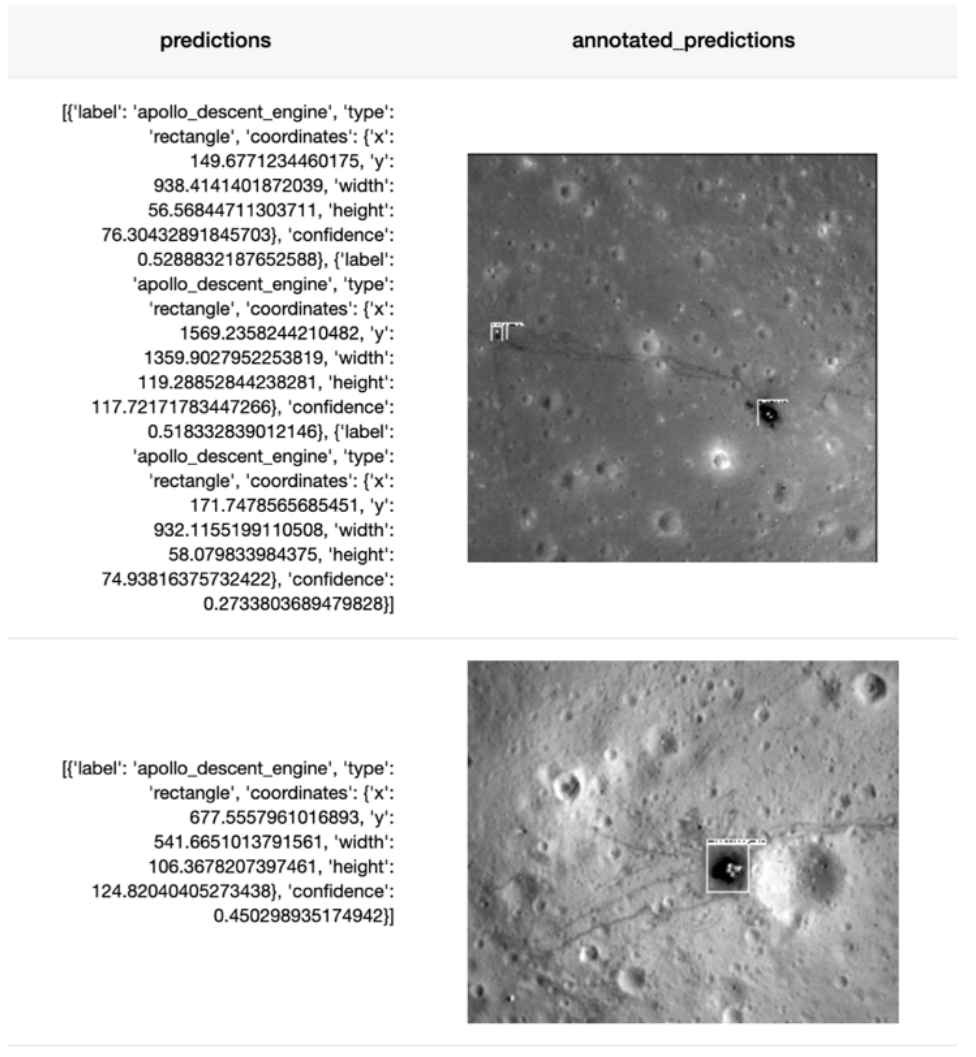 predictions
annotated_predictions
[{'label': 'apollo_descent_engine', 'type':
'rectangle', 'coordinates': {'x':
149.6771234460175, 'y':
938.4141401872039, 'width':
56.56844711303711, 'height':
76.30432891845703}, 'confidence':
0.5288832187652588}, {'label':
'apollo_descent_engine', 'type':
'rectangle', 'coordinates': {'x':
1569.2358244210482, 'y':
1359.9027952253819, 'width':
119.28852844238281, 'height':
117.72171783447266}, 'confidence':
0.518332839012146}, {'label':
'apollo_descent_engine', 'type':
'rectangle', 'coordinates': {'x':
171.7478565685451, 'y':
932.1155199110508, 'width':
58.079833984375, 'height':
74.93816375732422}, 'confidence':
0.2733803689479828}]
[{'label': 'apollo_descent_engine', 'type':
'rectangle', 'coordinates': {'x':
677.5557961016893, 'y':
541.6651013791561, 'width':
106.3678207397461, 'height':
124.82040405273438}, 'confidence':
0.450298935174942}]